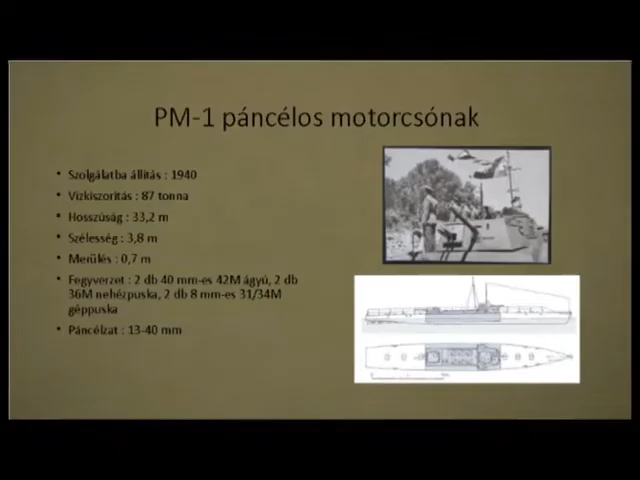 PM-1 páncélos motorcsónak
• Szolgálatba állítás : 1940
• Vízkiszorítás : 87 tonna
• Hosszúság : 33,2 m
• Szélesség : 3,8 m
• Merülés : 0,7 m
• Fegyverzet : 2 db 40 mm-es 42M ágyú, 2 db
36M nehézpuska, 2 db 8 mm-es 31/34M
géppuska
• Páncélzat : 13-40 mm